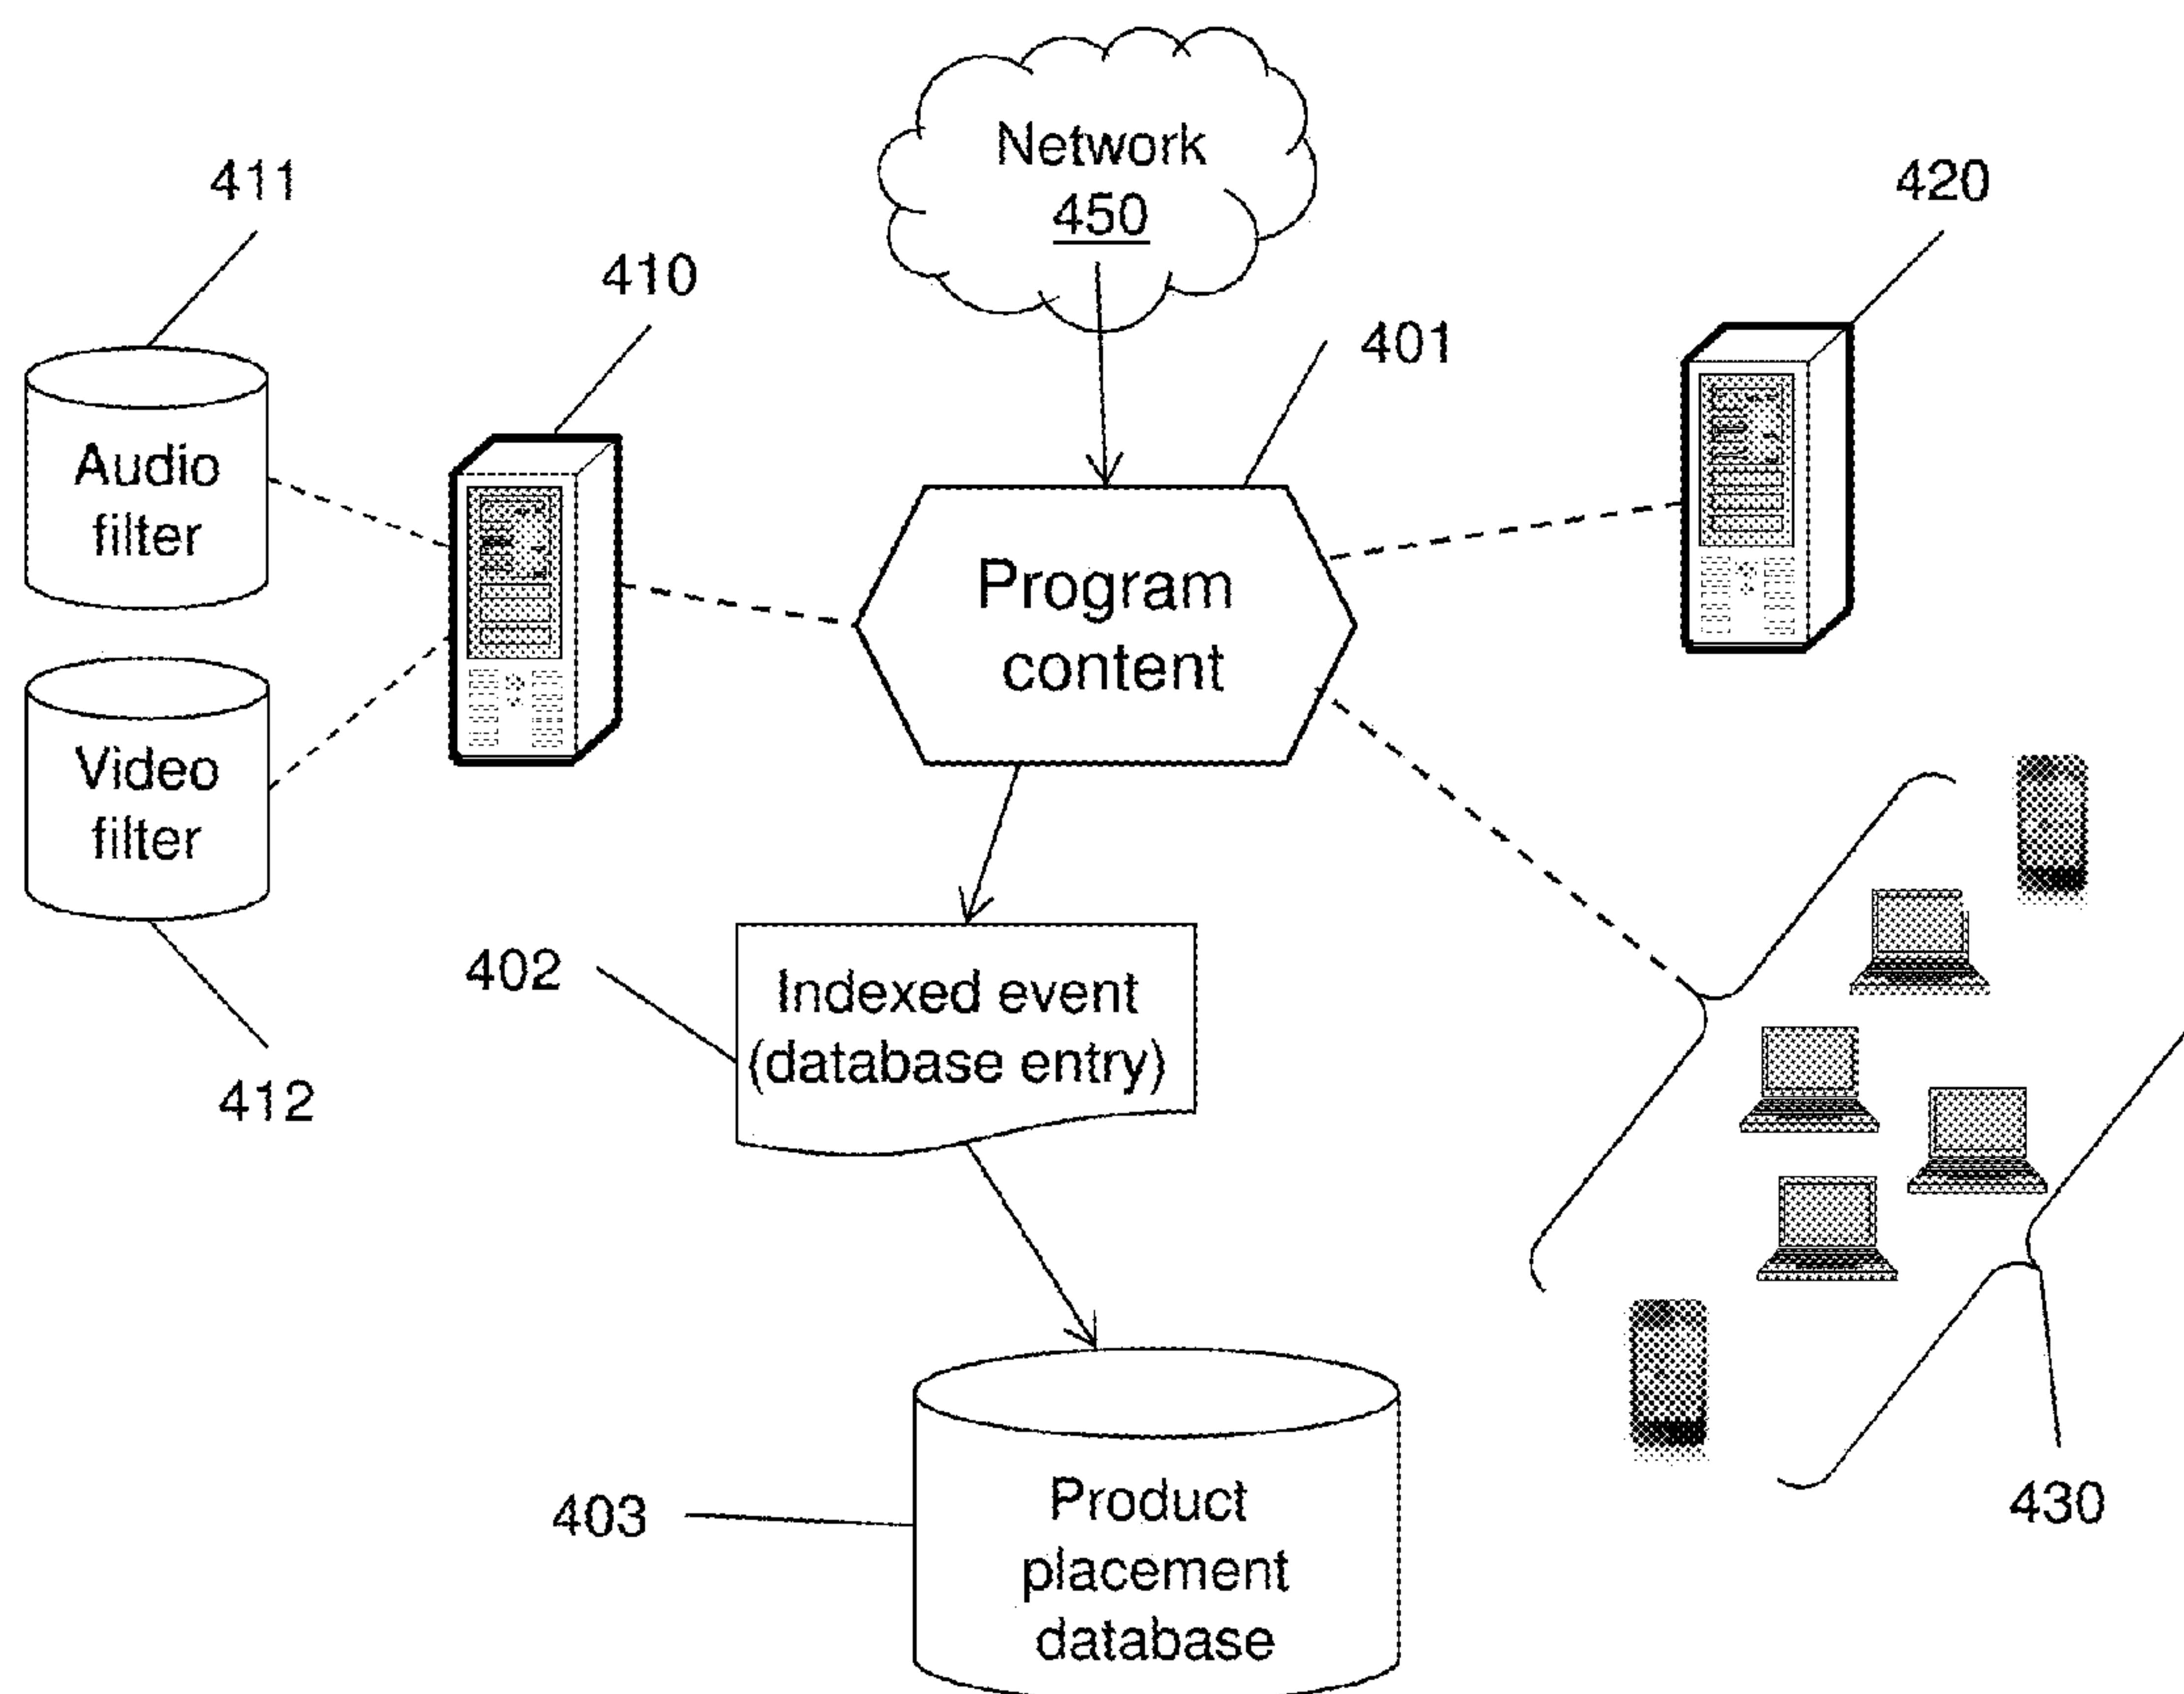 Network
450
411
420
410
401
Audio
filter
Program
content
Video
filter
402
Indexed event
(database entry)
412
403
Product
placement
database
430